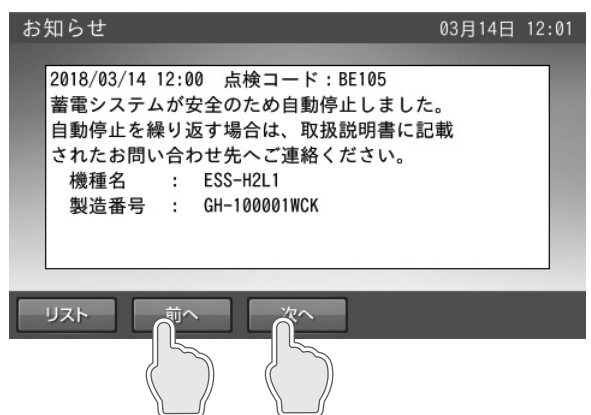 お知らせ 03月14日 12:01
2018/03/14 12:00 点検コード：BE105
蓄電システムが安全のため自動停止しました。
自動停止を繰り返す場合は、取扱説明書に記載
されたお問い合わせ先へご連絡ください。
機種名 : ESS-H2L1
製造番号 : GH-100001WCK
リスト 前へ 次へ